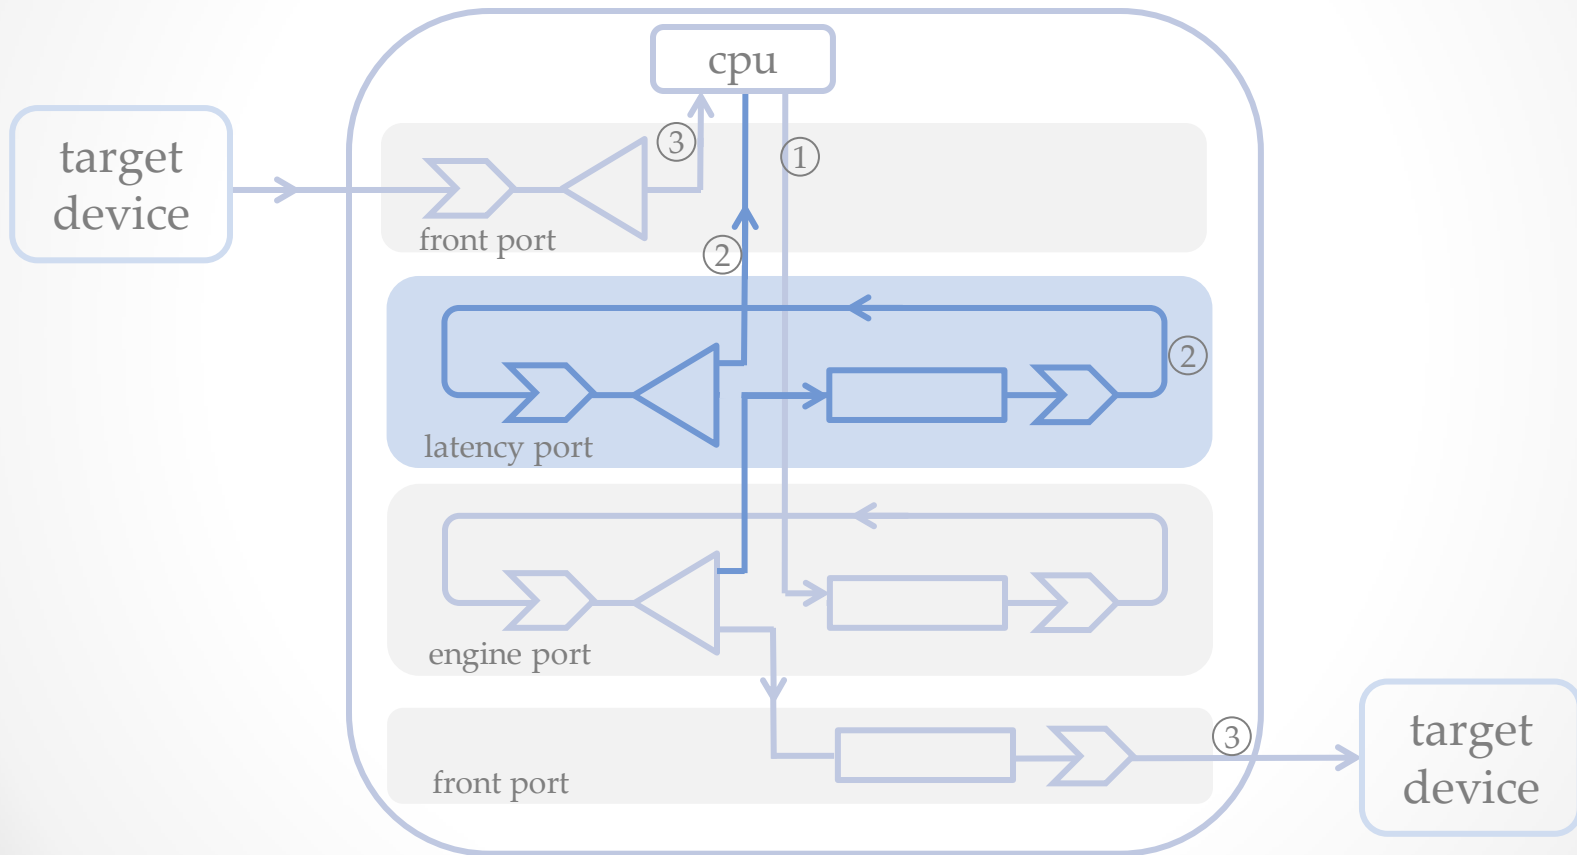 cpu
target
device
③
①
front port
②
②
latency port
engine port
③
front port
target
device